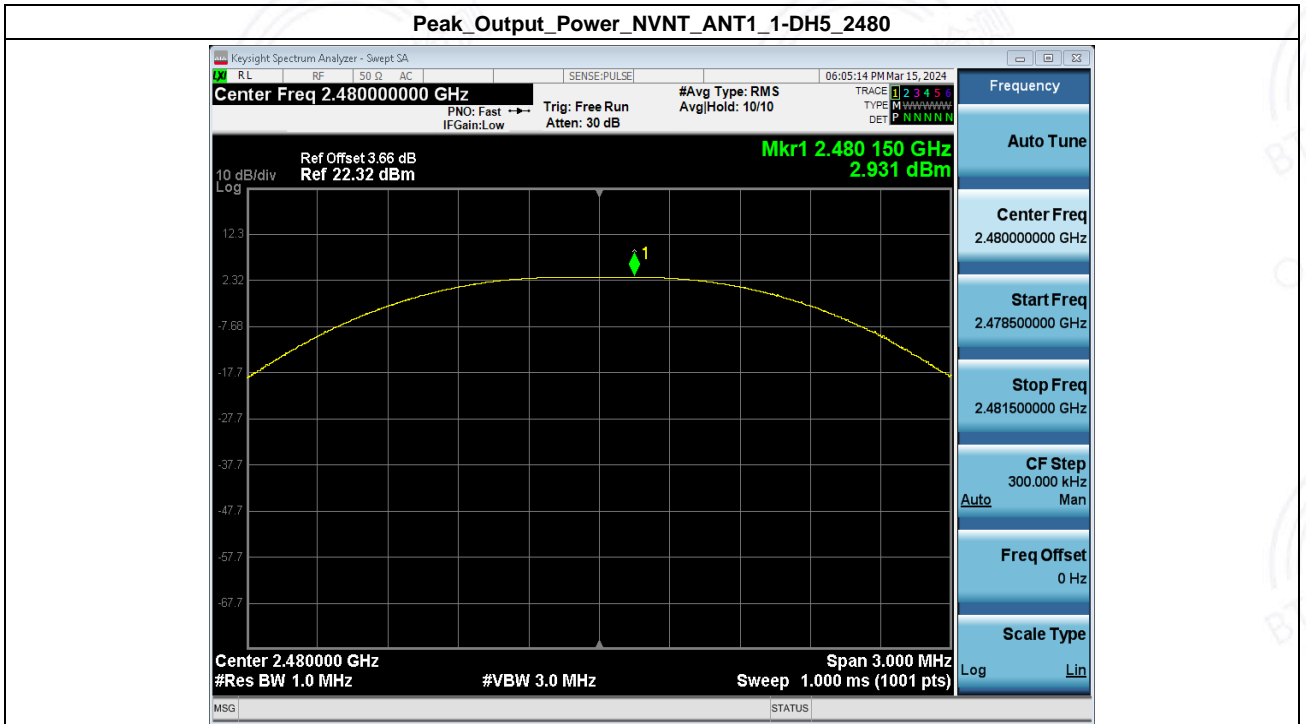 Peak_Output_Power_NVNT_ANT1_1-DH5_2480
Keysight Spectrum Analyzer - Swept SA
LXI RL RF 50 Ω AC SENSE:PULSE 06:05:14 PM Mar 15, 2024
Center Freq 2.480000000 GHz
PNO: Fast
IFGain:Low
Trig: Free Run
Atten: 30 dB
#Avg Type: RMS
Avg|Hold: 10/10
TRACE 1 2 3 4 5 6
TYPE M WWWWW
DET P N N N N N
Mkr1 2.480 150 GHz
2.931 dBm
Ref Offset 3.66 dB
10 dB/div Ref 22.32 dBm
Log
12.3
2.32
-7.68
-17.7
-27.7
-37.7
-47.7
-57.7
-67.7
1
Center 2.480000 GHz Span 3.000 MHz
#Res BW 1.0 MHz #VBW 3.0 MHz Sweep 1.000 ms (1001 pts)
MSG STATUS
Frequency
Auto Tune
Center Freq
2.480000000 GHz
Start Freq
2.478500000 GHz
Stop Freq
2.481500000 GHz
CF Step
300.000 kHz
Auto Man
Freq Offset
0 Hz
Scale Type
Log Lin